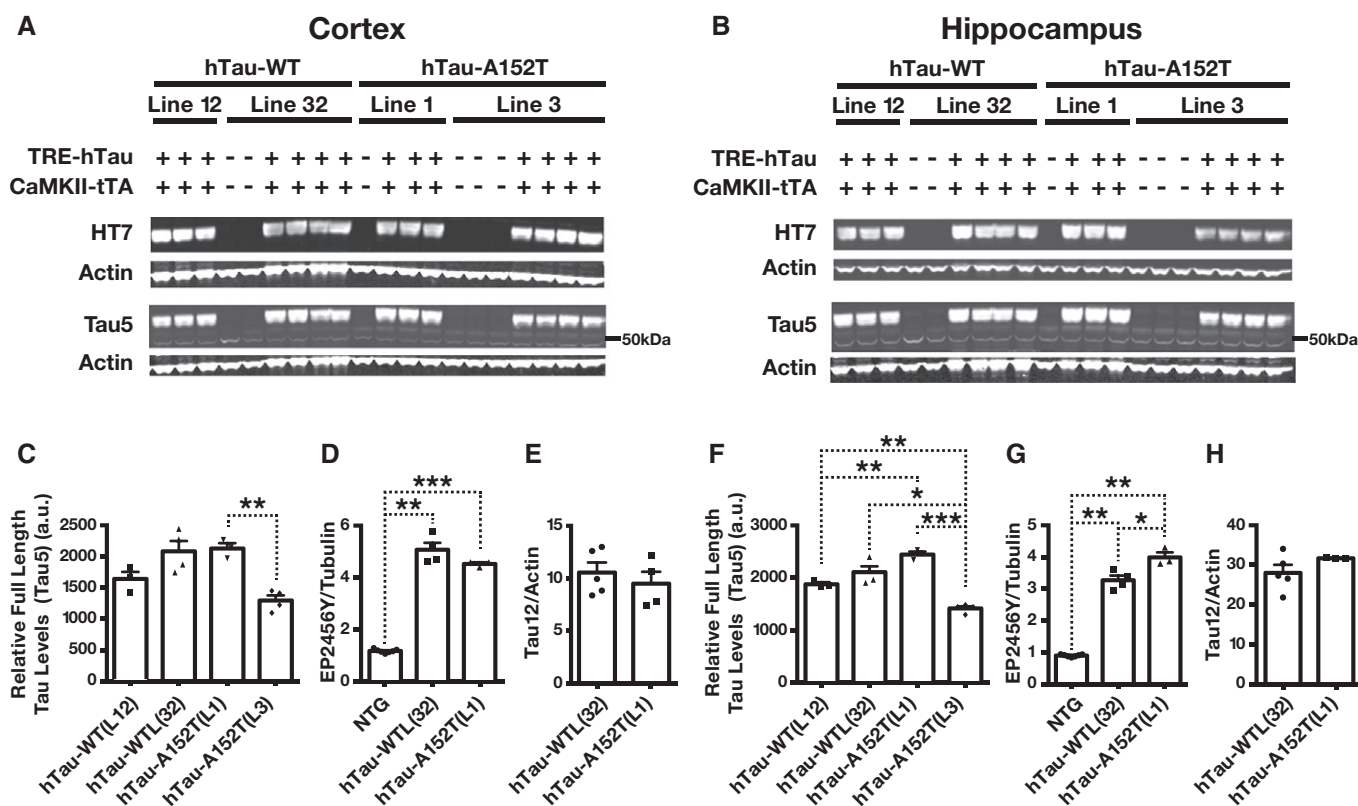 A
Cortex
hTau-WT
hTau-A152T
Line 12
Line 32
Line 1
Line 3
TRE-hTau + + + - - + + + + - + + + - - - + + + +
CaMKII-tTA + + + - - + + + + - + + + - - - + + + +
HT7
Actin
Tau5
50kDa
Actin
B
Hippocampus
hTau-WT
hTau-A152T
Line 12
Line 32
Line 1
Line 3
TRE-hTau + + + - - + + + + - + + + - - - + + + +
CaMKII-tTA + + + - - + + + + - + + + - - - + + + +
HT7
Actin
Tau5
50kDa
Actin
C
Relative Full Length
Tau Levels (Tau5) (a.u.)
2500
2000
1500
1000
500
0
**
hTau-WT(L12)
hTau-WTL(32)
hTau-A152T(L1)
hTau-A152T(L3)
D
EP2456Y/Tubulin
6
4
2
0
***
**
NTG
hTau-WTL(32)
hTau-A152T(L1)
E
Tau12/Actin
15
10
5
0
hTau-WTL(32)
hTau-A152T(L1)
F
Relative Full Length
Tau Levels (Tau5) (a.u.)
3000
2000
1000
0
**
**
*
***
hTau-WT(L12)
hTau-WTL(32)
hTau-A152T(L1)
hTau-A152T(L3)
G
EP2456Y/Tubulin
5
4
3
2
1
0
**
**
*
NTG
hTau-WTL(32)
hTau-A152T(L1)
H
Tau12/Actin
40
30
20
10
0
hTau-WTL(32)
hTau-A152T(L1)